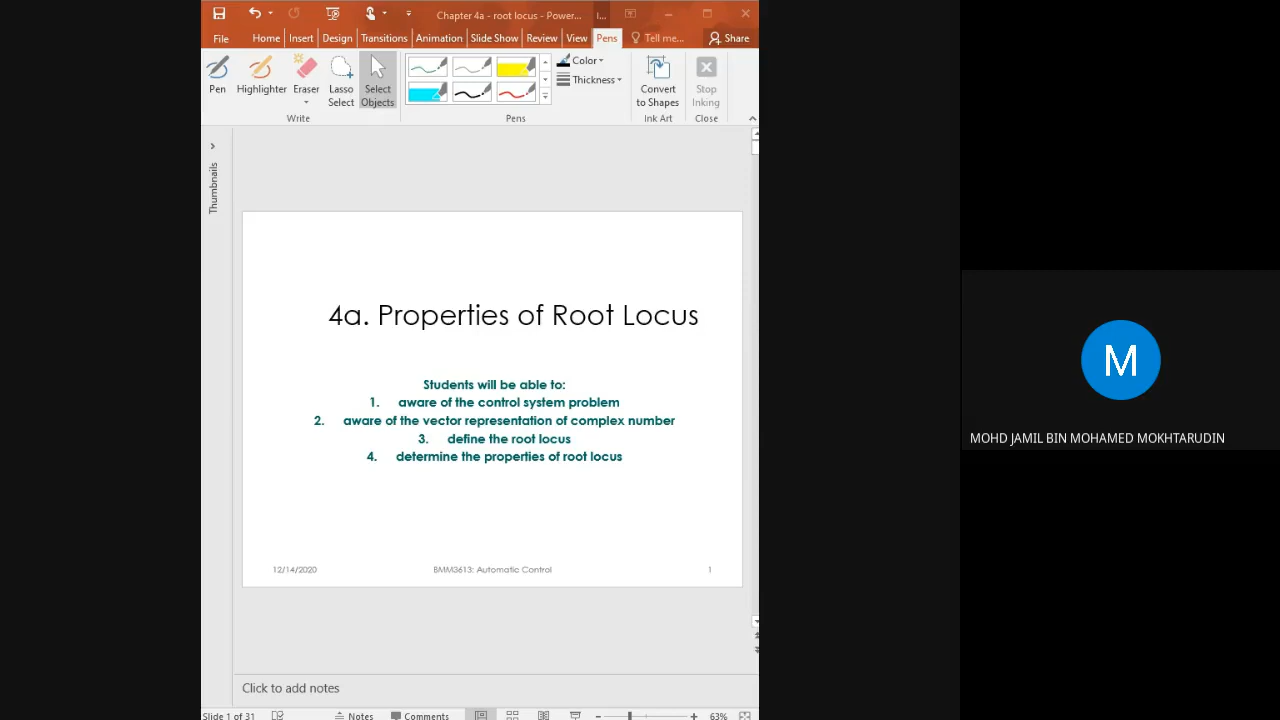 Chapter 4a - root locus - Power...
I...
File
Home
Insert
Design
Transitions
Animation
Slide Show
Review
View
Pens
Tell me...
Share
Pen
Highlighter
Eraser
Lasso
Select
Select
Objects
Color
Thickness
Convert
to Shapes
Stop
Inking
Write
Pens
Ink Art
Close
Thumbnails
4a. Properties of Root Locus
Students will be able to:
1. aware of the control system problem
2. aware of the vector representation of complex number
3. define the root locus
4. determine the properties of root locus
12/14/2020
BMM3613: Automatic Control
1
M
MOHD JAMIL BIN MOHAMED MOKHTARUDIN
Click to add notes
Slide 1 of 31
Notes
Comments
63%